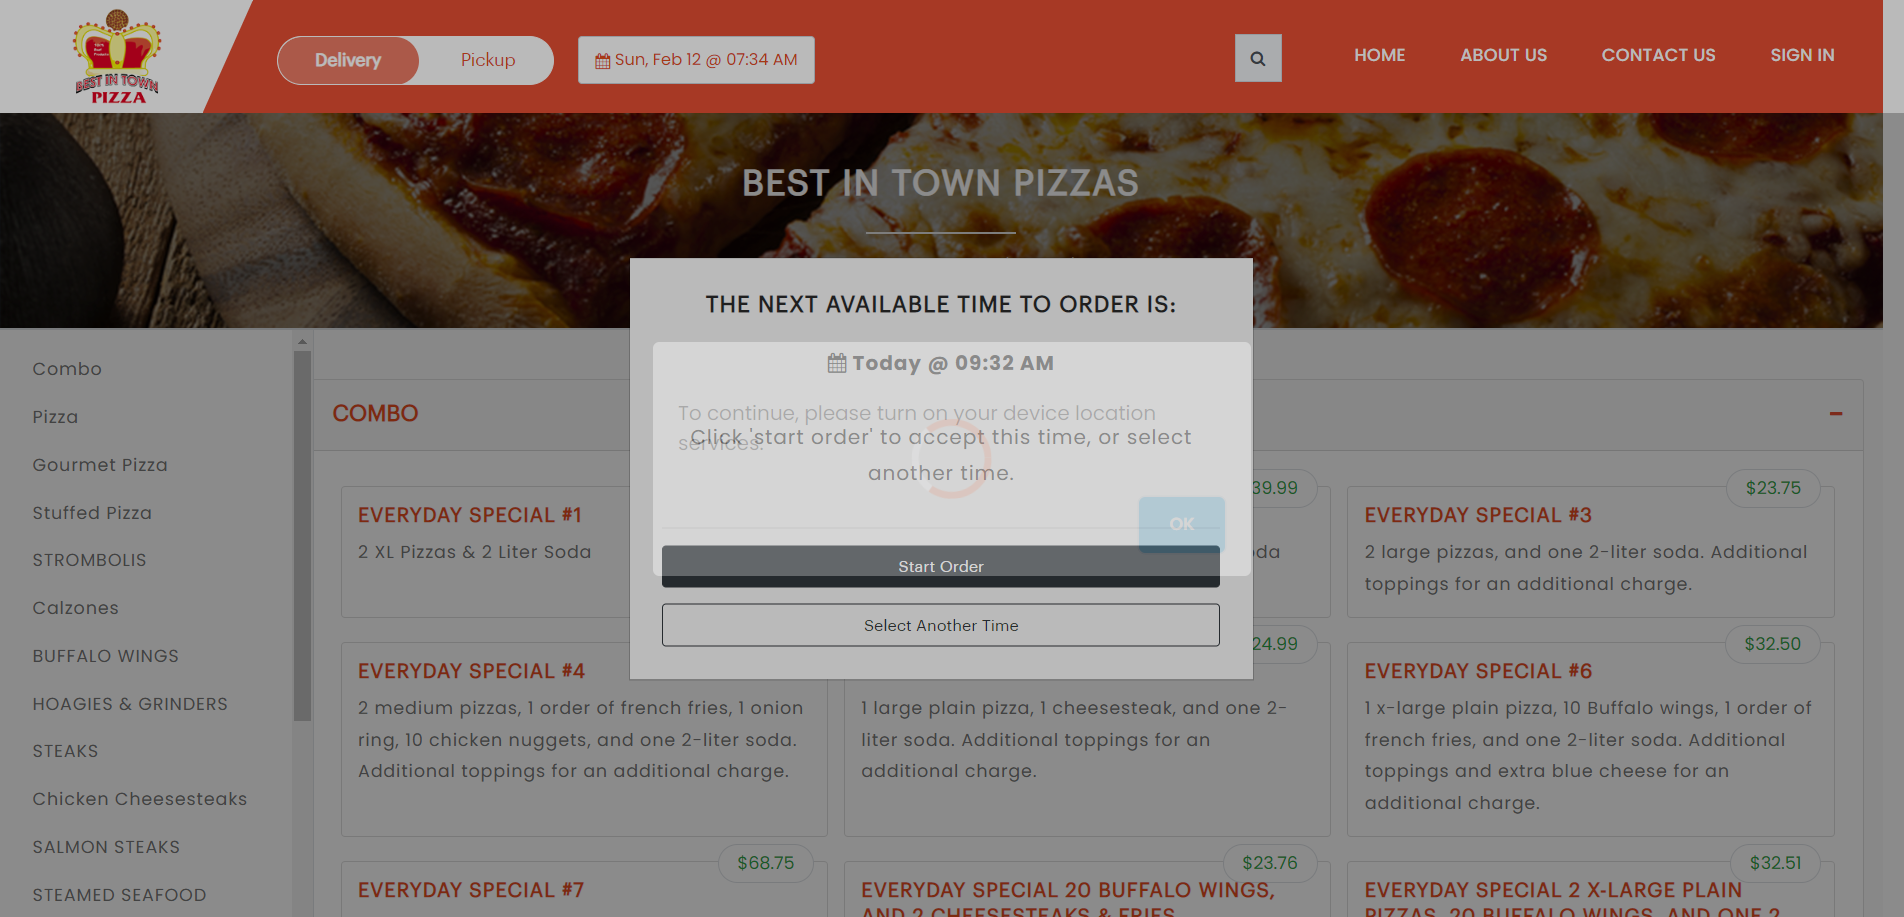 BEST IN TOWN
PIZZA
Delivery
Pickup
Sun, Feb 12 @ 07:34 AM
HOME
ABOUT US
CONTACT US
SIGN IN
BEST IN TOWN PIZZAS
THE NEXT AVAILABLE TIME TO ORDER IS:
Today @ 09:32 AM
To continue, please turn on your device location
services.
Click 'start order' to accept this time, or select
another time.
OK
Start Order
Select Another Time
Combo
Pizza
Gourmet Pizza
Stuffed Pizza
STROMBOLIS
Calzones
BUFFALO WINGS
HOAGIES & GRINDERS
STEAKS
Chicken Cheesesteaks
SALMON STEAKS
STEAMED SEAFOOD
COMBO
EVERYDAY SPECIAL #1
2 XL Pizzas & 2 Liter Soda
39.99
$23.75
EVERYDAY SPECIAL #3
2 large pizzas, and one 2-liter soda. Additional
toppings for an additional charge.
EVERYDAY SPECIAL #4
2 medium pizzas, 1 order of french fries, 1 onion
ring, 10 chicken nuggets, and one 2-liter soda.
Additional toppings for an additional charge.
24.99
1 large plain pizza, 1 cheesesteak, and one 2-
liter soda. Additional toppings for an
additional charge.
$32.50
EVERYDAY SPECIAL #6
1 x-large plain pizza, 10 Buffalo wings, 1 order of
french fries, and one 2-liter soda. Additional
toppings and extra blue cheese for an
additional charge.
$68.75
EVERYDAY SPECIAL #7
$23.76
EVERYDAY SPECIAL 20 BUFFALO WINGS,
AND 2 CHEESESTEAKS & FRIES
$32.51
EVERYDAY SPECIAL 2 X-LARGE PLAIN
PIZZAS, 20 BUFFALO WINGS, AND ONE 2